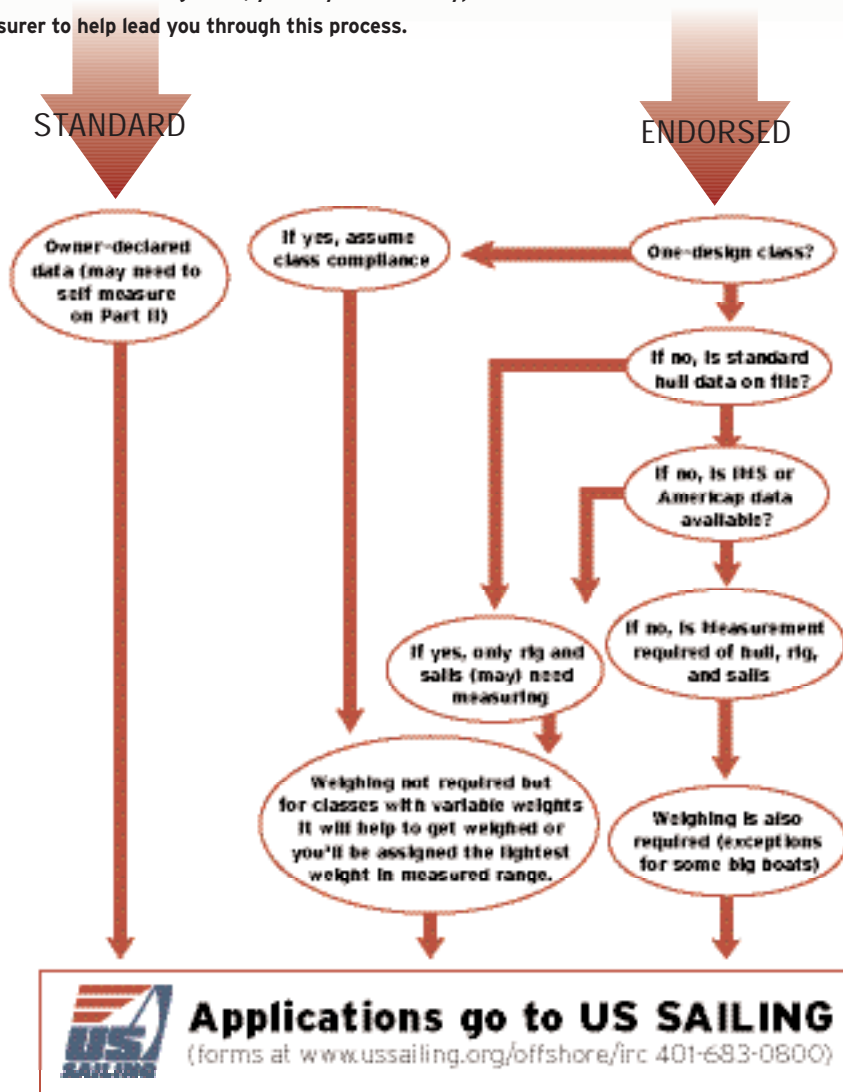 surer to help lead you through this process.
STANDARD
ENDORSED
Owner-declared
data (may need to
self measure
on Part II)
If yes, assume
class compliance
One-design class?
If no, is standard
hull data on file?
If no, is IMS or
Americap data
available?
If yes, only rig and
sails (may) need
measuring
If no, is Measurement
required of hull, rig,
and sails
Weighing not required but
for classes with variable weights
it will help to get weighed or
you'll be assigned the lightest
weight in measured range.
Weighing is also
required (exceptions
for some big boats)
US
SAILING
Applications go to US SAILING
(forms at www.ussailing.org/offshore/irc 401-683-0800)